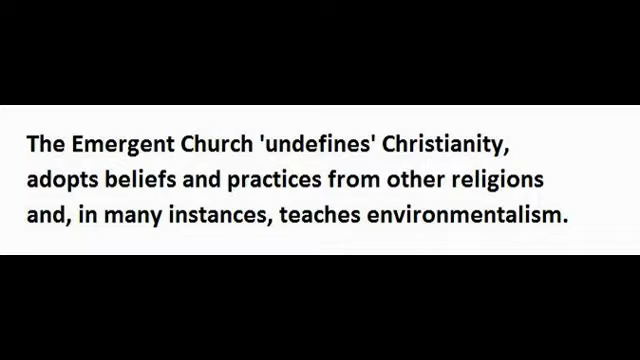 The Emergent Church 'undefines' Christianity,
adopts beliefs and practices from other religions
and, in many instances, teaches environmentalism.